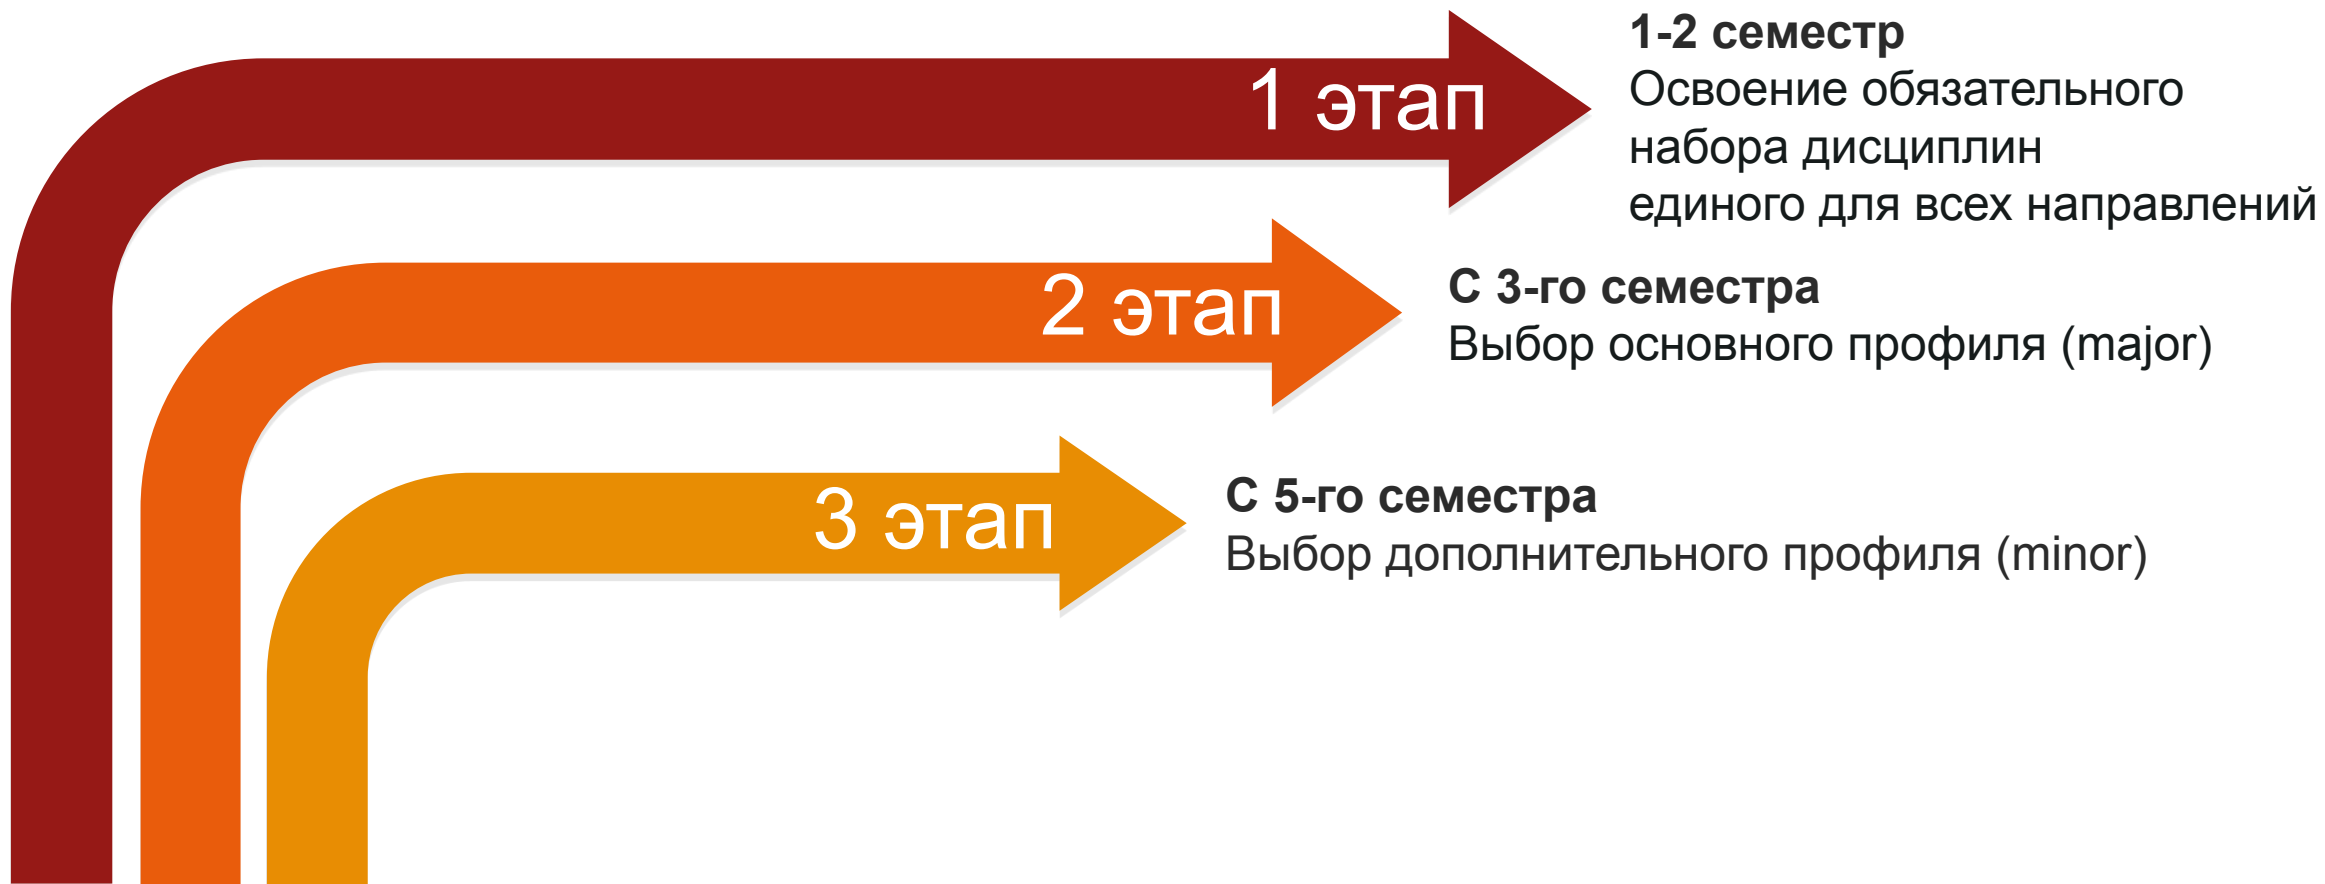 1 этап
1-2 семестр
Освоение обязательного
набора дисциплин
единого для всех направлений
2 этап
С 3-го семестра
Выбор основного профиля (major)
3 этап
С 5-го семестра
Выбор дополнительного профиля (minor)